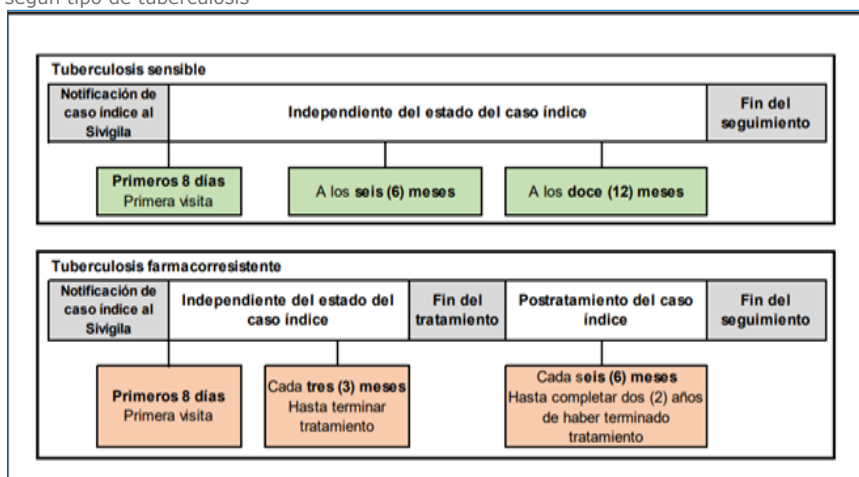 según tipo de tuberculosis
Tuberculosis sensible
Notificación de
caso índice al
Sivigila
Independiente del estado del caso índice
Fin del
seguimiento
Primeros 8 días
Primera visita
A los seis (6) meses
A los doce (12) meses
Tuberculosis farmacorresistente
Notificación de
caso índice al
Sivigila
Independiente del estado del
caso índice
Fin del
tratamiento
Postratamiento del caso
índice
Fin del
seguimiento
Primeros 8 días
Primera visita
Cada tres (3) meses
Hasta terminar
tratamiento
Cada seis (6) meses
Hasta completar dos (2) años
de haber terminado
tratamiento